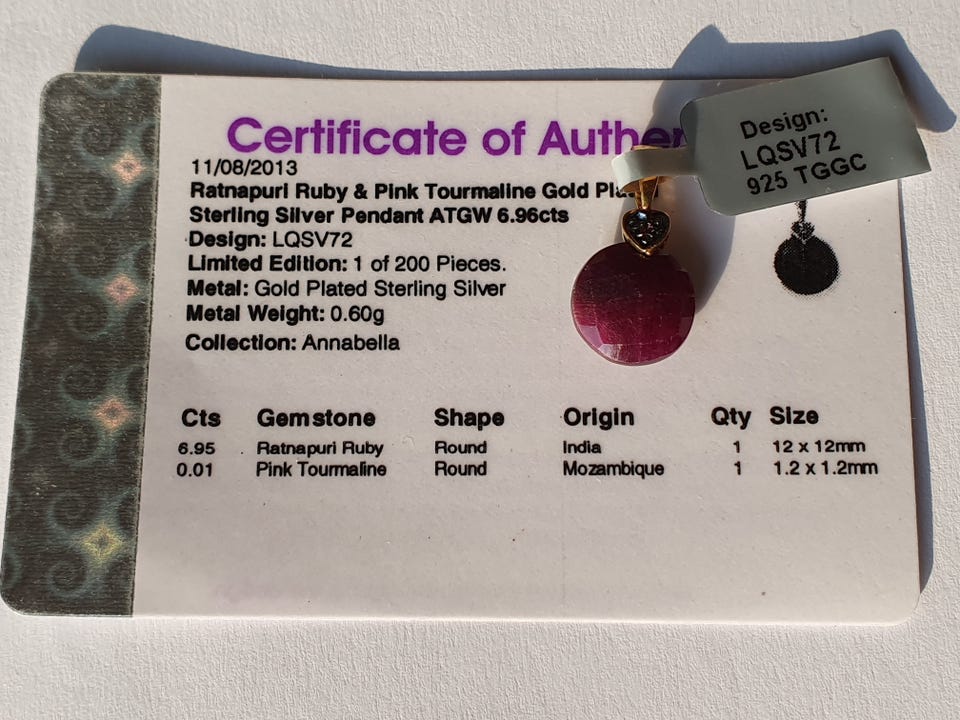 Certificate of Authen
11/08/2013
Ratnapuri Ruby & Pink Tourmaline Gold Pla
Sterling Silver Pendant ATGW 6.96cts
Design: LQSV72
Limited Edition: 1 of 200 Pieces.
Metal: Gold Plated Sterling Silver
Metal Weight: 0.60g
Collection: Annabella
Design:
LQSV72
925 TGGC
Cts Gemstone Shape Origin Qty Size
6.95 Ratnapuri Ruby Round India 1 12 x 12mm
0.01 Pink Tourmaline Round Mozambique 1 1.2 x 1.2mm